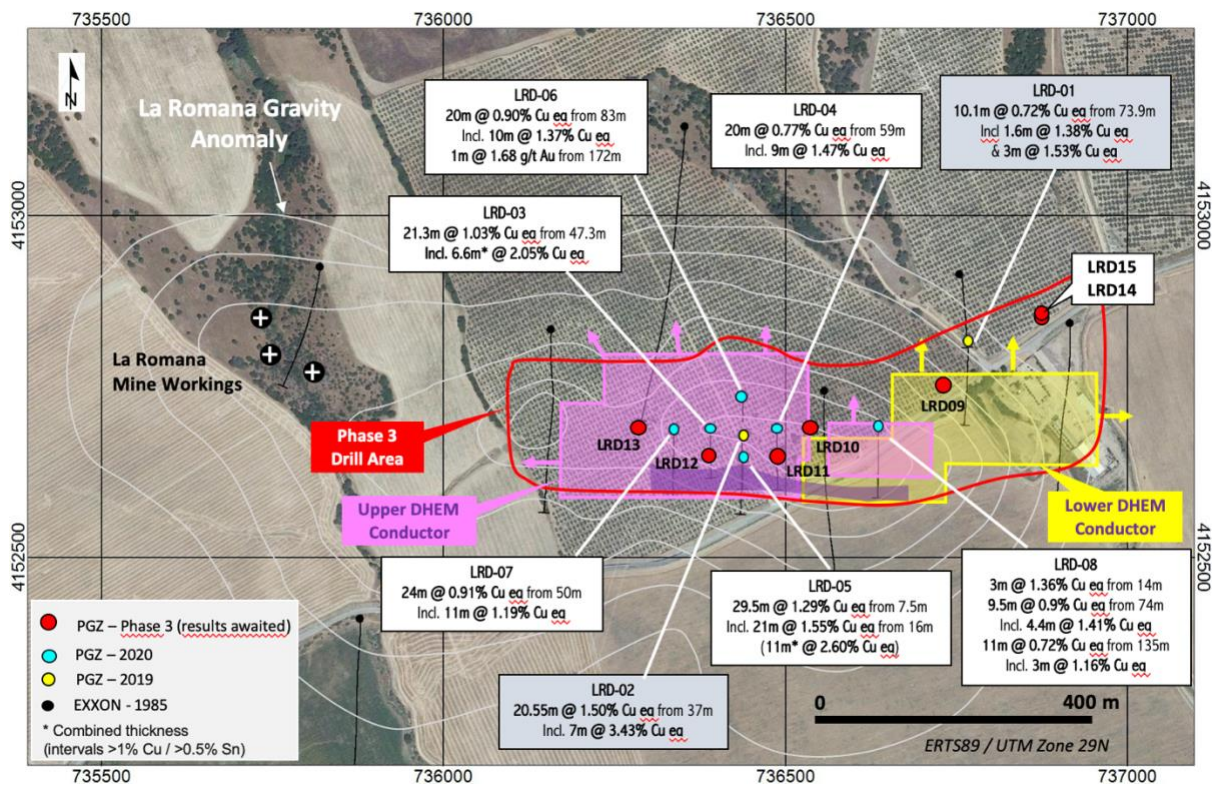 735500
736000
736500
737000
N
La Romana Gravity
Anomaly
LRD-06
20m @ 0.90% Cu eq from 83m
Incl. 10m @ 1.37% Cu eq
1m @ 1.68 g/t Au from 172m
LRD-04
20m @ 0.77% Cu eq from 59m
Incl. 9m @ 1.47% Cu eq
LRD-01
10.1m @ 0.72% Cu eq from 73.9m
Incl 1.6m @ 1.38% Cu eq
& 3m @ 1.53% Cu eq
4153000
4153000
LRD-03
21.3m @ 1.03% Cu eq from 47.3m
Incl. 6.6m* @ 2.05% Cu eq
LRD15
LRD14
La Romana
Mine Workings
LRD09
Phase 3
Drill Area
LRD13
LRD12
LRD11
LRD10
Upper DHEM
Conductor
Lower DHEM
Conductor
4152500
4152500
LRD-07
24m @ 0.91% Cu eq from 50m
Incl. 11m @ 1.19% Cu eq
LRD-05
29.5m @ 1.29% Cu eq from 7.5m
Incl. 21m @ 1.55% Cu eq from 16m
(11m* @ 2.60% Cu eq)
LRD-08
3m @ 1.36% Cu eq from 14m
9.5m @ 0.9% Cu eq from 74m
Incl. 4.4m @ 1.41% Cu eq
11m @ 0.72% Cu eq from 135m
Incl. 3m @ 1.16% Cu eq
LRD-02
20.55m @ 1.50% Cu eq from 37m
Incl. 7m @ 3.43% Cu eq
PGZ – Phase 3 (results awaited)
PGZ – 2020
PGZ – 2019
EXXON - 1985
* Combined thickness
(intervals >1% Cu / >0.5% Sn)
0 400 m
ERTS89 / UTM Zone 29N
735500
736000
736500
737000